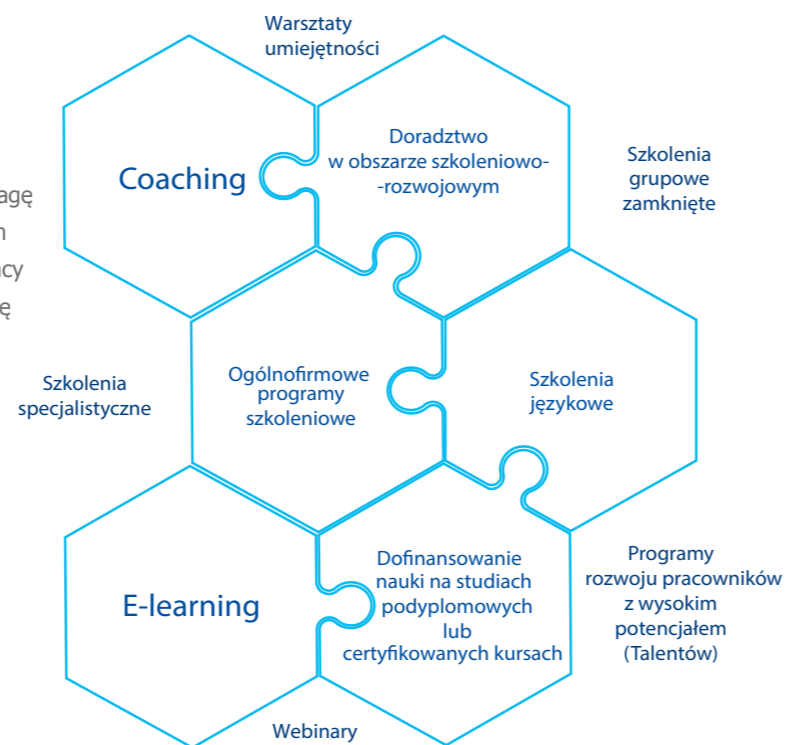 Warsztaty
umiejętności
Coaching
Doradztwo
w obszarze szkoleniowo-
-rozwojowym
Szkolenia
grupowe
zamknięte
Szkolenia
specjalistyczne
Ogólnofirmowe
programy
szkoleniowe
Szkolenia
językowe
E-learning
Dofinansowanie
nauki na studiach
podyplomowych
lub
certyfikowanych kursach
Programy
rozwoju pracowników
z wysokim
potencjałem
(Talentów)
Webinary